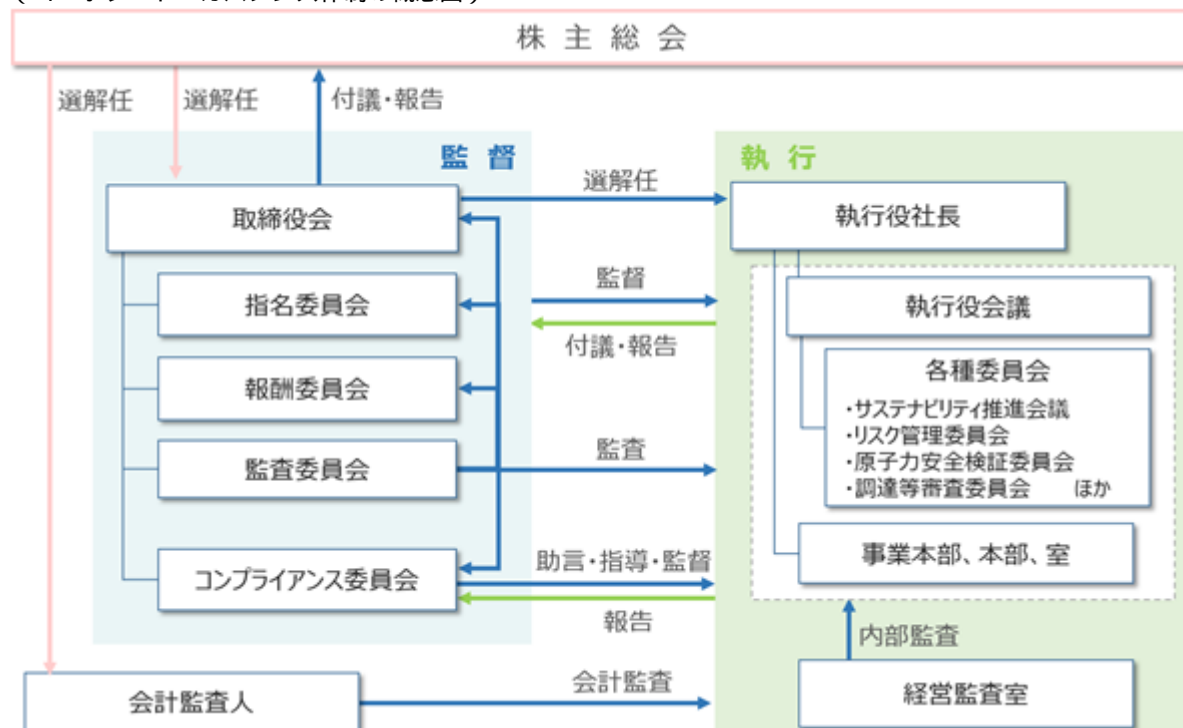 株主総会
選解任
選解任
付議・報告
監督
執行
選解任
取締役会
執行役社長
指名委員会
監督
執行役会議
付議・報告
報酬委員会
各種委員会
・サステナビリティ推進会議
・リスク管理委員会
・原子力安全検証委員会
・調達等審査委員会 ほか
監査委員会
監査
コンプライアンス委員会
助言・指導・監督
事業本部、本部、室
報告
内部監査
会計監査人
会計監査
経営監査室